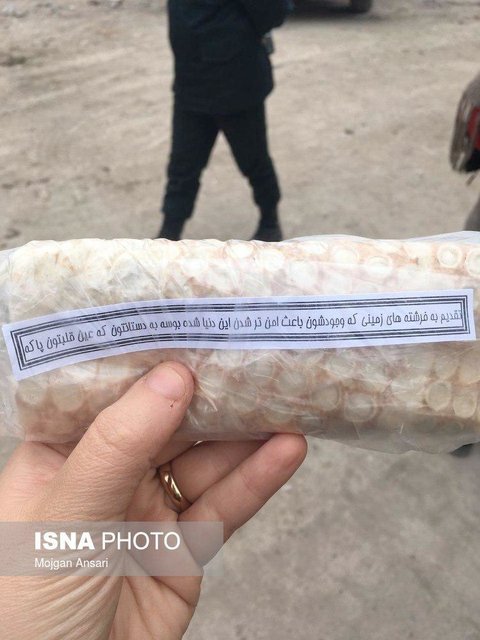 تقدیم به فرشته های زمینی که وجودشون باعث امن تر شدن این دنیا شده بوسه به دستانتون که عین قلبتون پاکه
ISNA PHOTO
Mojgan Ansari